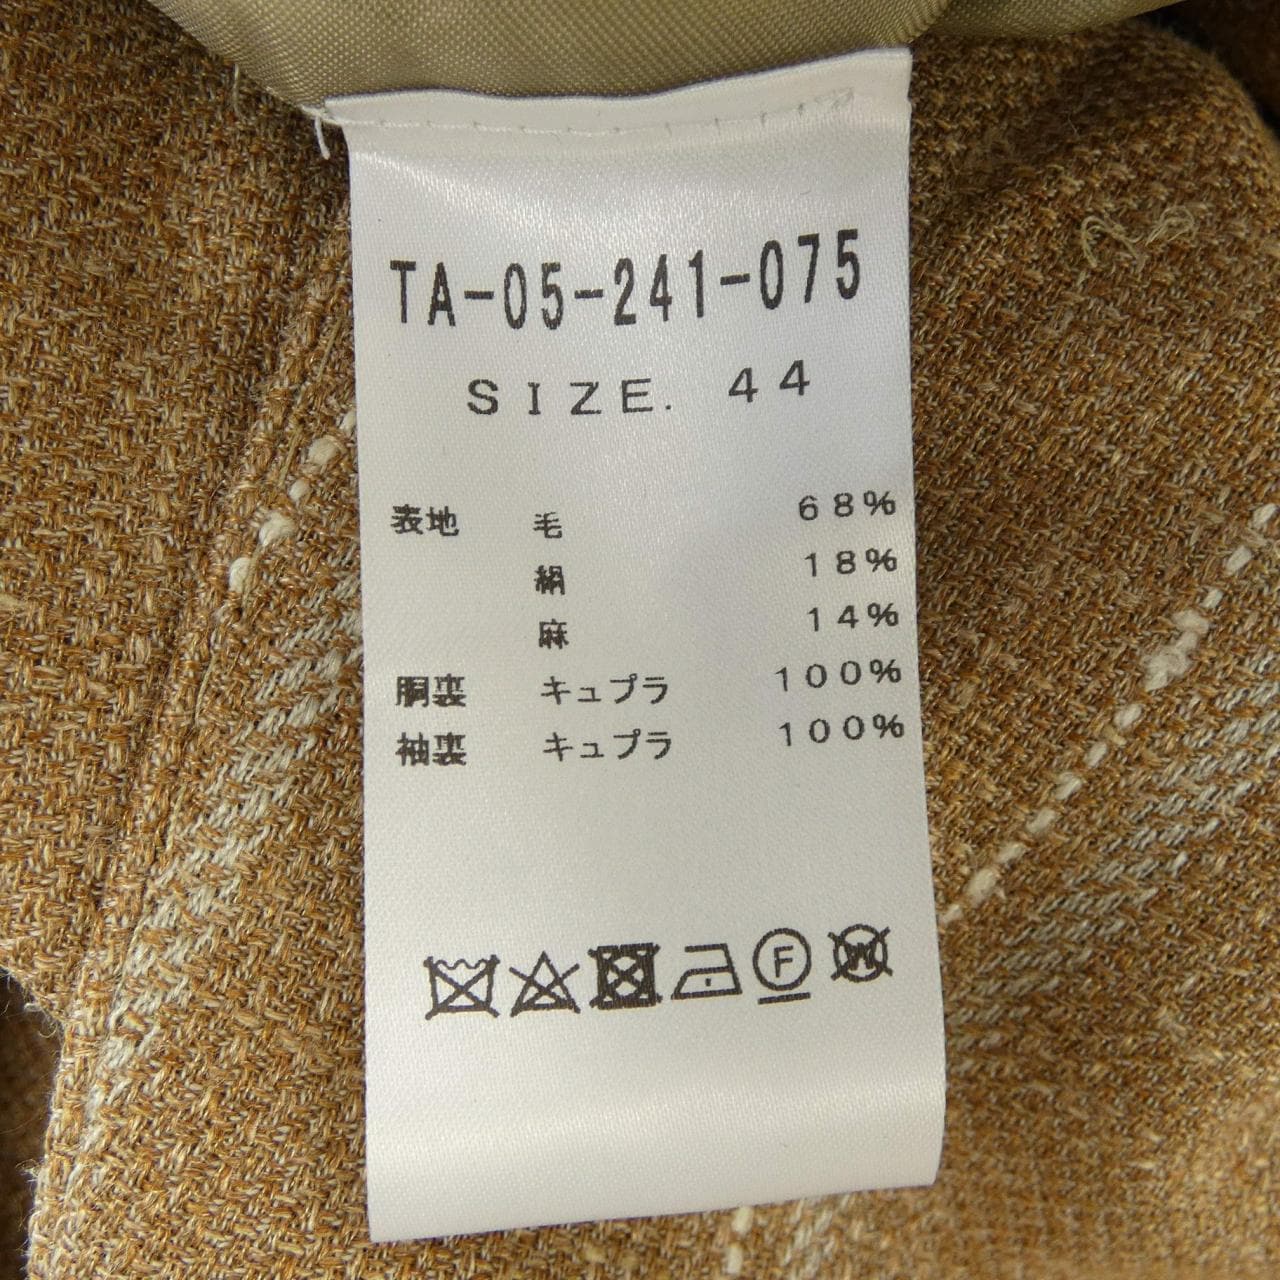 TA-05-241-075
SIZE. 44
表地 毛 68%
絹 18%
麻 14%
胴裏 キュプラ 100%
袖裏 キュプラ 100%
F W